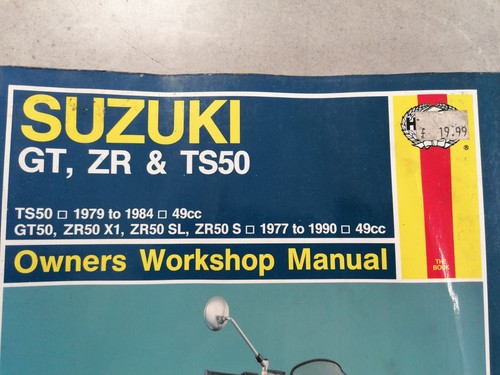 SUZUKI
GT, ZR & TS50
TS50 □ 1979 to 1984 □ 49cc
GT50, ZR50 X1, ZR50 SL, ZR50 S □ 1977 to 1990 □ 49cc
Owners Workshop Manual
H
£ 19.99
®
THE
BOOK